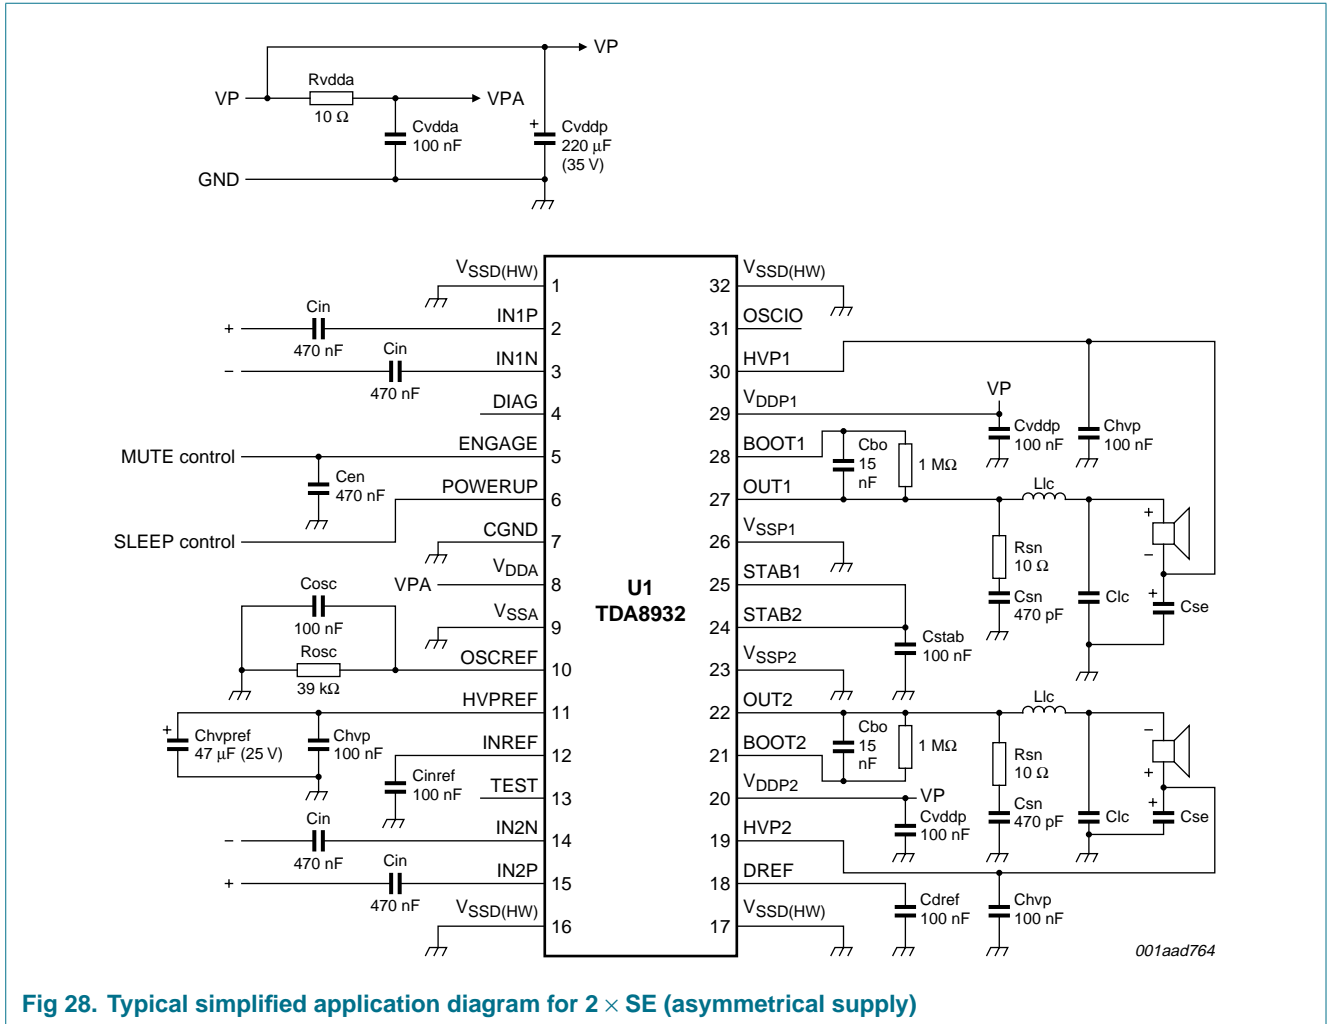 VP
Rvdda
VP
VPA
10 Ω
Cvdda
100 nF
+
Cvddp
220 μF
(35 V)
GND
VSSD(HW)
1
Cin
+
470 nF
IN1P
2
Cin
−
470 nF
IN1N
3
DIAG
4
MUTE control
ENGAGE
5
Cen
470 nF
POWERUP
6
SLEEP control
CGND
7
VPA
VDDA
8
Cosc
100 nF
VSSA
9
Rosc
39 kΩ
OSCREF
10
HVPREF
11
+
Chvpref
47 μF (25 V)
Chvp
100 nF
INREF
12
Cinref
100 nF
TEST
13
Cin
−
470 nF
IN2N
14
Cin
+
470 nF
IN2P
15
VSSD(HW)
16
U1
TDA8932
32
VSSD(HW)
31
OSCIO
30
HVP1
29
VDDP1
VP
Cvddp
100 nF
Chvp
100 nF
28
BOOT1
Cbo
15
nF
1 MΩ
27
OUT1
Llc
+
−
26
VSSP1
Rsn
10 Ω
25
STAB1
Csn
470 pF
Clc
+
Cse
24
STAB2
Cstab
100 nF
23
VSSP2
22
OUT2
Llc
Cbo
15
nF
1 MΩ
−
+
21
BOOT2
Rsn
10 Ω
20
VDDP2
VP
Cvddp
100 nF
Csn
470 pF
Clc
+
Cse
19
HVP2
18
DREF
Cdref
100 nF
Chvp
100 nF
17
VSSD(HW)
001aad764
Fig 28. Typical simplified application diagram for 2 × SE (asymmetrical supply)